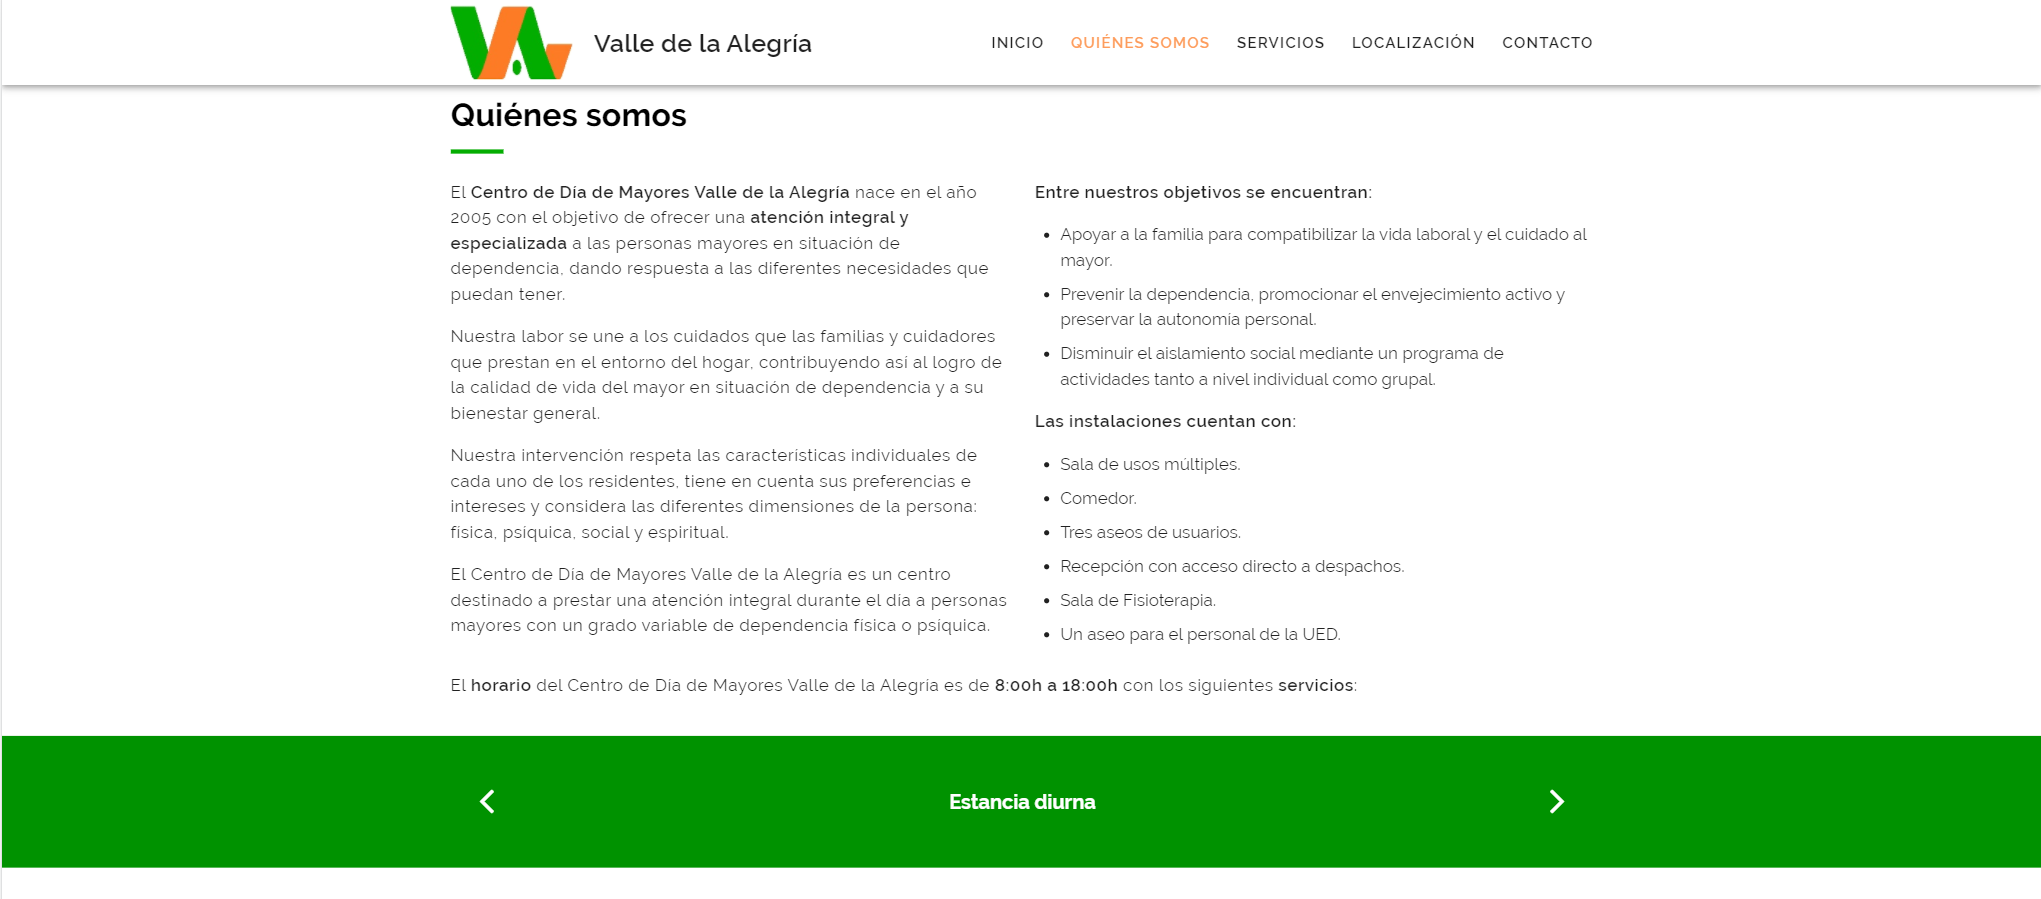 Valle de la Alegría
INICIO QUIÉNES SOMOS SERVICIOS LOCALIZACIÓN CONTACTO
Quiénes somos
El Centro de Día de Mayores Valle de la Alegría nace en el año
2005 con el objetivo de ofrecer una atención integral y
especializada a las personas mayores en situación de
dependencia, dando respuesta a las diferentes necesidades que
puedan tener.
Nuestra labor se une a los cuidados que las familias y cuidadores
que prestan en el entorno del hogar, contribuyendo así al logro de
la calidad de vida del mayor en situación de dependencia y a su
bienestar general.
Nuestra intervención respeta las características individuales de
cada uno de los residentes, tiene en cuenta sus preferencias e
intereses y considera las diferentes dimensiones de la persona:
física, psíquica, social y espiritual.
El Centro de Día de Mayores Valle de la Alegría es un centro
destinado a prestar una atención integral durante el día a personas
mayores con un grado variable de dependencia física o psíquica.
Entre nuestros objetivos se encuentran:
• Apoyar a la familia para compatibilizar la vida laboral y el cuidado al
mayor.
• Prevenir la dependencia, promocionar el envejecimiento activo y
preservar la autonomía personal.
• Disminuir el aislamiento social mediante un programa de
actividades tanto a nivel individual como grupal.
Las instalaciones cuentan con:
• Sala de usos múltiples.
• Comedor.
• Tres aseos de usuarios.
• Recepción con acceso directo a despachos.
• Sala de Fisioterapia.
• Un aseo para el personal de la UED.
El horario del Centro de Día de Mayores Valle de la Alegría es de 8:00h a 18:00h con los siguientes servicios:
Estancia diurna